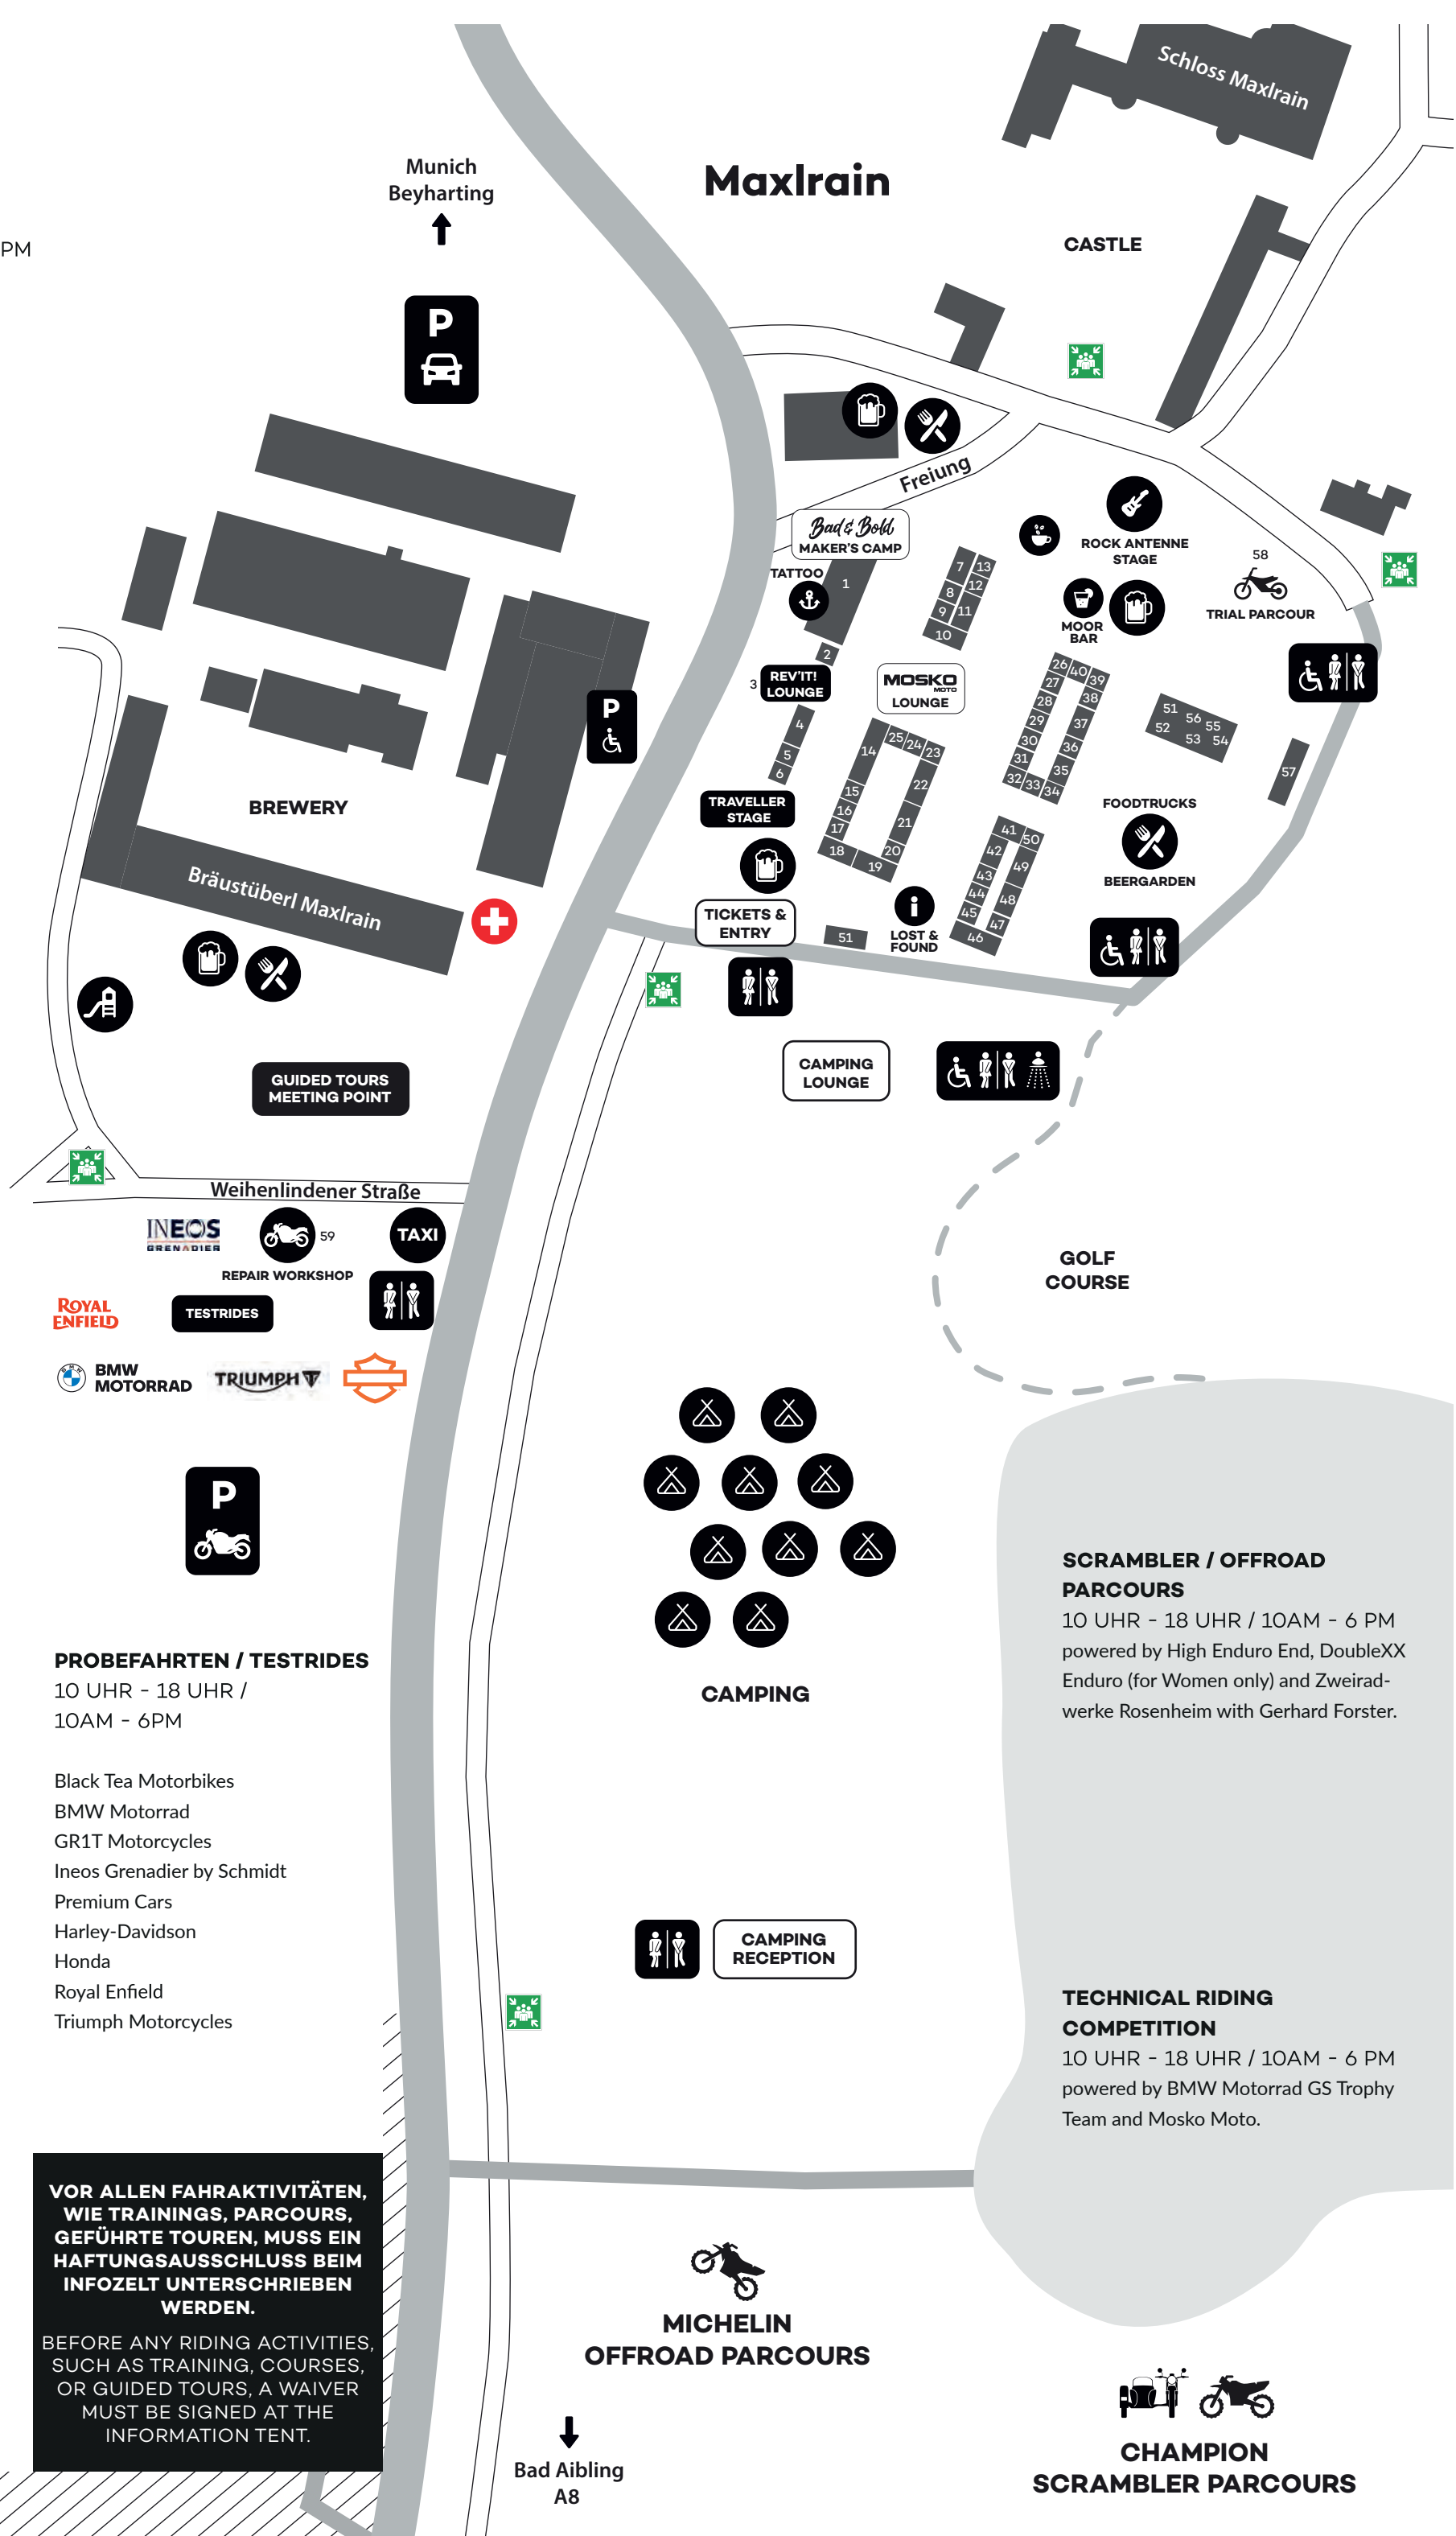 Schloss Maxlrain
Munich
Beyharting
Maxlrain
PM
CASTLE
P
Freiung
Bad & Bold
MAKER'S CAMP
TATTOO
1
2
3
REV'IT!
LOUNGE
4
5
6
7
13
8
12
9
11
10
ROCK ANTENNE
STAGE
58
TRIAL PARCOUR
MOOR
BAR
MOSKO
MOTO
LOUNGE
26
40
39
27
38
28
29
37
30
36
31
35
32
33
34
51
56
55
52
53
54
57
P
14
25
24
23
22
15
16
21
17
18
20
19
TRAVELLER
STAGE
BREWERY
Bräustüberl Maxlrain
FOODTRUCKS
BEERGARDEN
41
50
42
49
43
44
48
45
47
46
TICKETS &
ENTRY
51
LOST &
FOUND
CAMPING
LOUNGE
GUIDED TOURS
MEETING POINT
Weihenlindener Straße
INEOS
GRENADIER
59
TAXI
REPAIR WORKSHOP
ROYAL
ENFIELD
TESTRIDES
BMW
MOTORRAD
TRIUMPH
GOLF
COURSE
P
CAMPING
SCRAMBLER / OFFROAD
PARCOURS
10 UHR - 18 UHR / 10AM - 6 PM
powered by High Enduro End, DoubleXX
Enduro (for Women only) and Zweirad-
werke Rosenheim with Gerhard Forster.
PROBEFAHRTEN / TESTRIDES
10 UHR - 18 UHR /
10AM - 6PM
Black Tea Motorbikes
BMW Motorrad
GR1T Motorcycles
Ineos Grenadier by Schmidt
Premium Cars
Harley-Davidson
Honda
Royal Enfield
Triumph Motorcycles
CAMPING
RECEPTION
TECHNICAL RIDING
COMPETITION
10 UHR - 18 UHR / 10AM - 6 PM
powered by BMW Motorrad GS Trophy
Team and Mosko Moto.
VOR ALLEN FAHRAKTIVITÄTEN,
WIE TRAININGS, PARCOURS,
GEFÜHRTE TOUREN, MUSS EIN
HAFTUNGSAUSSCHLUSS BEIM
INFOZELT UNTERSCHRIEBEN
WERDEN.
BEFORE ANY RIDING ACTIVITIES,
SUCH AS TRAINING, COURSES,
OR GUIDED TOURS, A WAIVER
MUST BE SIGNED AT THE
INFORMATION TENT.
MICHELIN
OFFROAD PARCOURS
Bad Aibling
A8
CHAMPION
SCRAMBLER PARCOURS